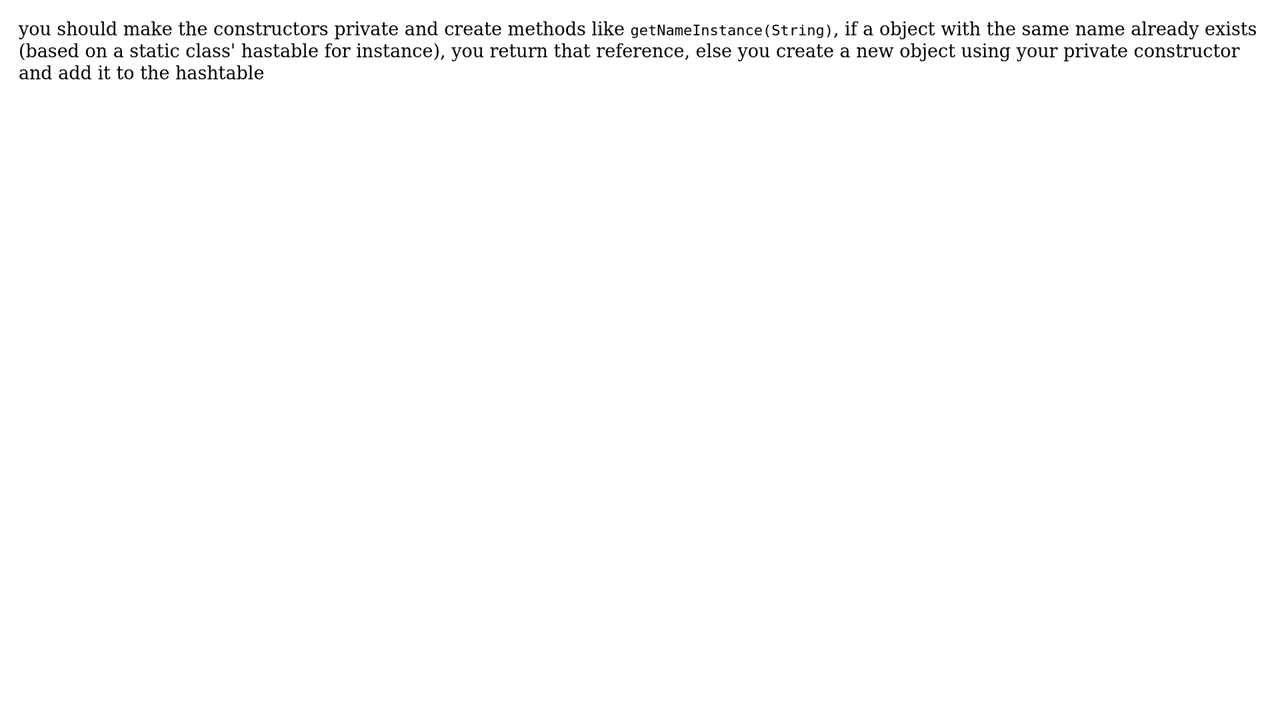 you should make the constructors private and create methods like getNameInstance(String), if a object with the same name already exists
(based on a static class' hastable for instance), you return that reference, else you create a new object using your private constructor
and add it to the hashtable